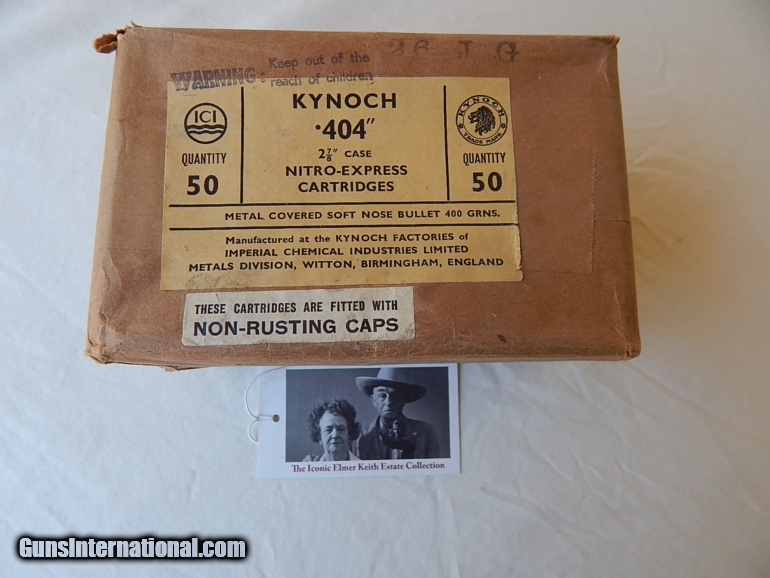 26 J G
WARNING: Keep out of the
reach of children
ICI
QUANTITY
50
KYNOCH
·404"
2⅞" CASE
NITRO-EXPRESS
CARTRIDGES
KYNOCH
TRADE MARK
QUANTITY
50
METAL COVERED SOFT NOSE BULLET 400 GRNS.
Manufactured at the KYNOCH FACTORIES of
IMPERIAL CHEMICAL INDUSTRIES LIMITED
METALS DIVISION, WITTON, BIRMINGHAM, ENGLAND
THESE CARTRIDGES ARE FITTED WITH
NON-RUSTING CAPS
The Iconic Elmer Keith Estate Collection
GunsInternational.com